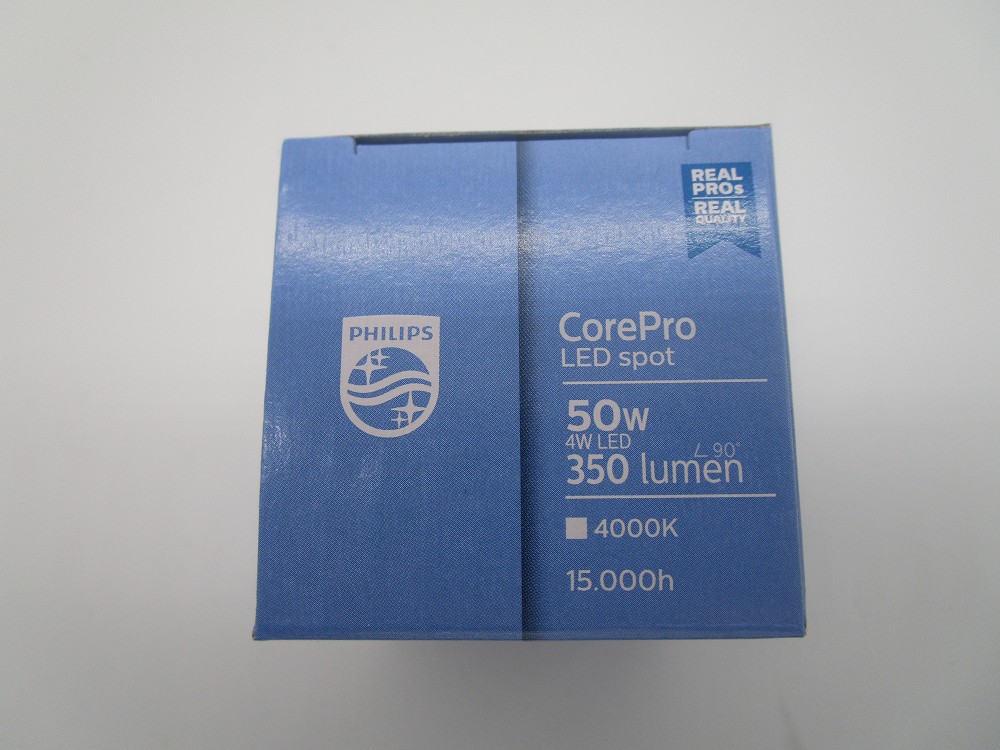 REAL
PROs
REAL
QUALITY
PHILIPS
CorePro
LED spot
50W
4W LED
350 lumen ∠ 90°
4000K
15.000h